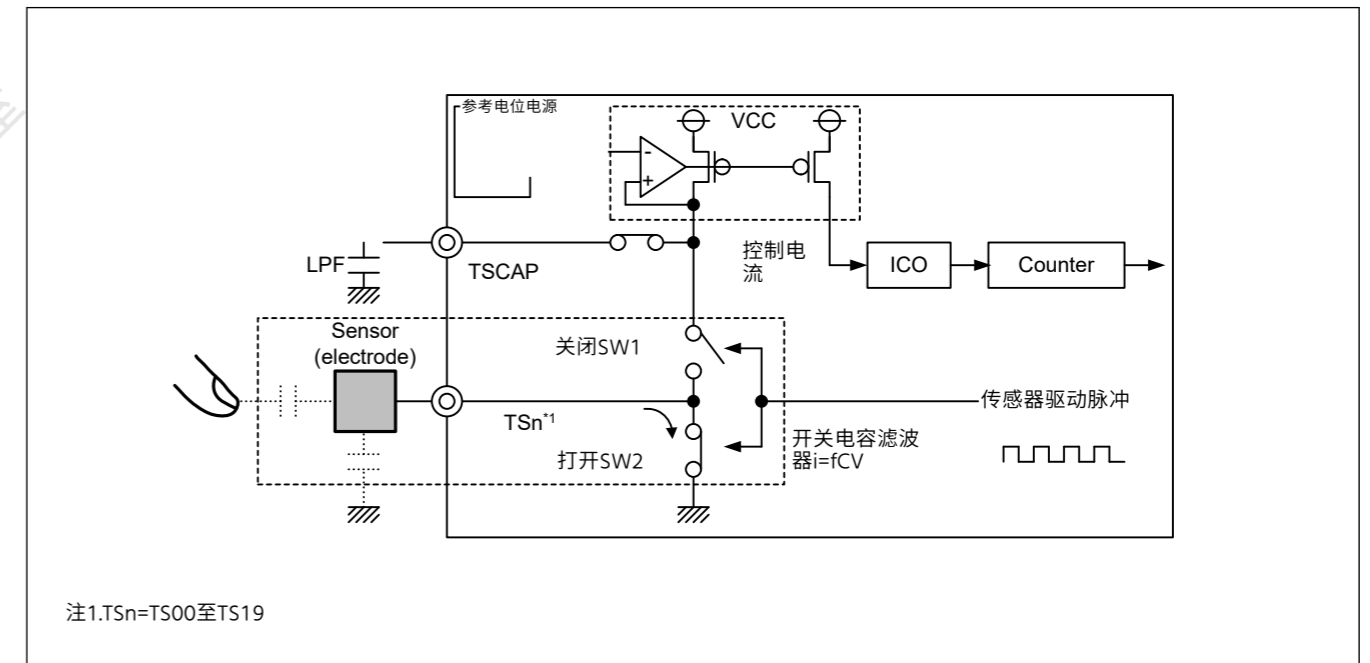 参考电位电源
VCC
-
+
LPF
TSCAP
控制电
流
ICO
Counter
Sensor
(electrode)
关闭SW1
TSn*1
打开SW2
传感器驱动脉冲
开关电容滤波
器i=fCV
注1.TSn=TS00至TS19